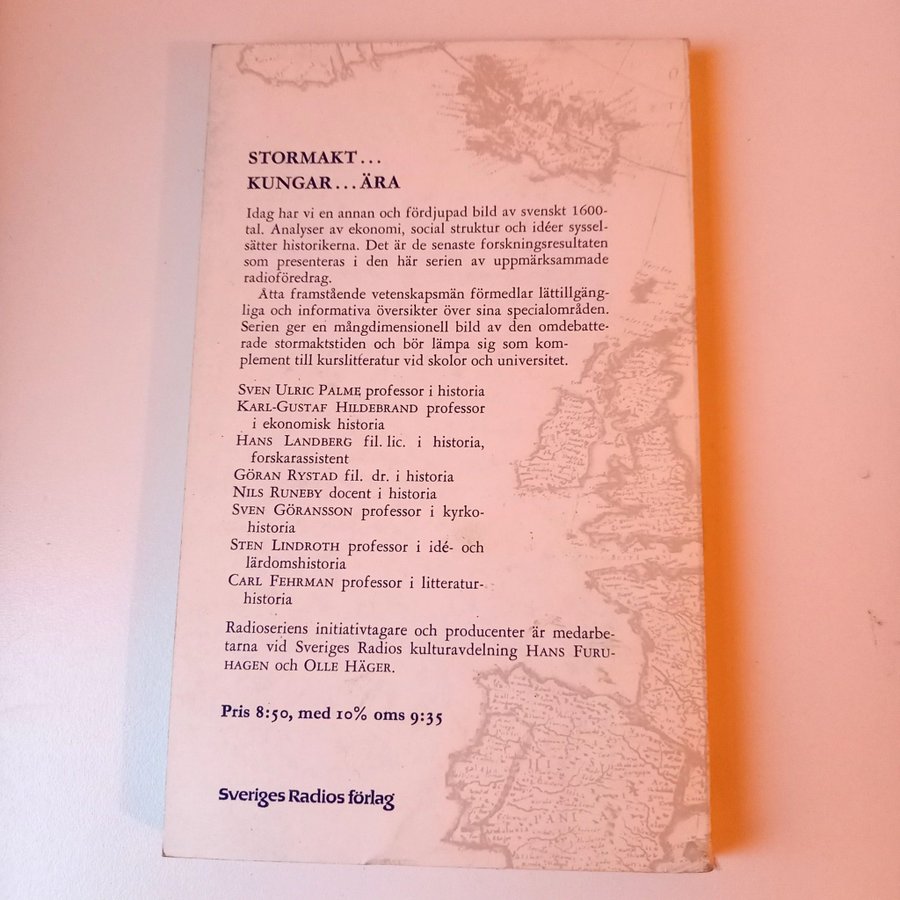 STORMAKT...
KUNGAR...ÄRA
Idag har vi en annan och fördjupad bild av svenskt 1600-
tal. Analyser av ekonomi, social struktur och idéer syssel-
sätter historikerna. Det är de senaste forskningsresultaten
som presenteras i den här serien av uppmärksammade
radioföredrag.
Åtta framstående vetenskapsmän förmedlar lättillgäng-
liga och informativa översikter över sina specialområden.
Serien ger en mångdimensionell bild av den omdebatte-
rade stormaktstiden och bör lämpa sig som kom-
plement till kurslitteratur vid skolor och universitet.
SVEN ULRIC PALME professor i historia
KARL-GUSTAF HILDEBRAND professor
i ekonomisk historia
HANS LANDBERG fil. lic. i historia,
forskarassistent
GÖRAN RYSTAD fil. dr. i historia
NILS RUNEBY docent i historia
SVEN GÖRANSSON professor i kyrko-
historia
STEN LINDROTH professor i idé- och
lärdomshistoria
CARL FEHRMAN professor i litteratur-
historia
Radioseriens initiativtagare och producenter är medarbe-
tarna vid Sveriges Radios kulturavdelning HANS FURU-
HAGEN och OLLE HÄGER.
Pris 8:50, med 10% oms 9:35
Sveriges Radios förlag
PANI